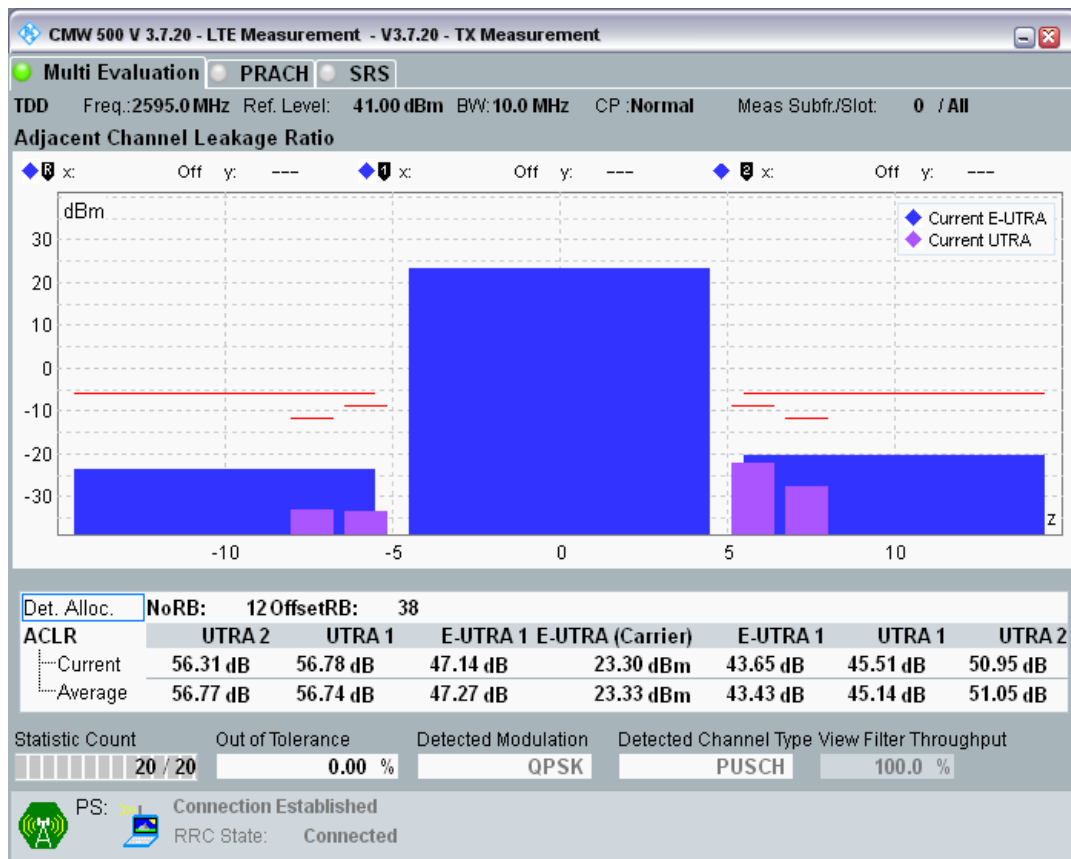 CMW 500 V 3.7.20 - LTE Measurement - V3.7.20 - TX Measurement
Multi Evaluation PRACH SRS
TDD Freq.:2595.0 MHz Ref. Level: 41.00 dBm BW:10.0 MHz CP :Normal Meas Subfr./Slot: 0 / All
Adjacent Channel Leakage Ratio
R x: Off y: --- 1 x: Off y: --- 2 x: Off y: ---
dBm
Current E-UTRA
Current UTRA
30
20
10
0
-10
-20
-30
z
-10 -5 0 5 10
Det. Alloc. NoRB: 12 OffsetRB: 38
ACLR UTRA 2 UTRA 1 E-UTRA 1 E-UTRA (Carrier) E-UTRA 1 UTRA 1 UTRA 2
Current 56.31 dB 56.78 dB 47.14 dB 23.30 dBm 43.65 dB 45.51 dB 50.95 dB
Average 56.77 dB 56.74 dB 47.27 dB 23.33 dBm 43.43 dB 45.14 dB 51.05 dB
Statistic Count Out of Tolerance Detected Modulation Detected Channel Type View Filter Throughput
20 / 20 0.00 % QPSK PUSCH 100.0 %
PS: Connection Established
RRC State: Connected